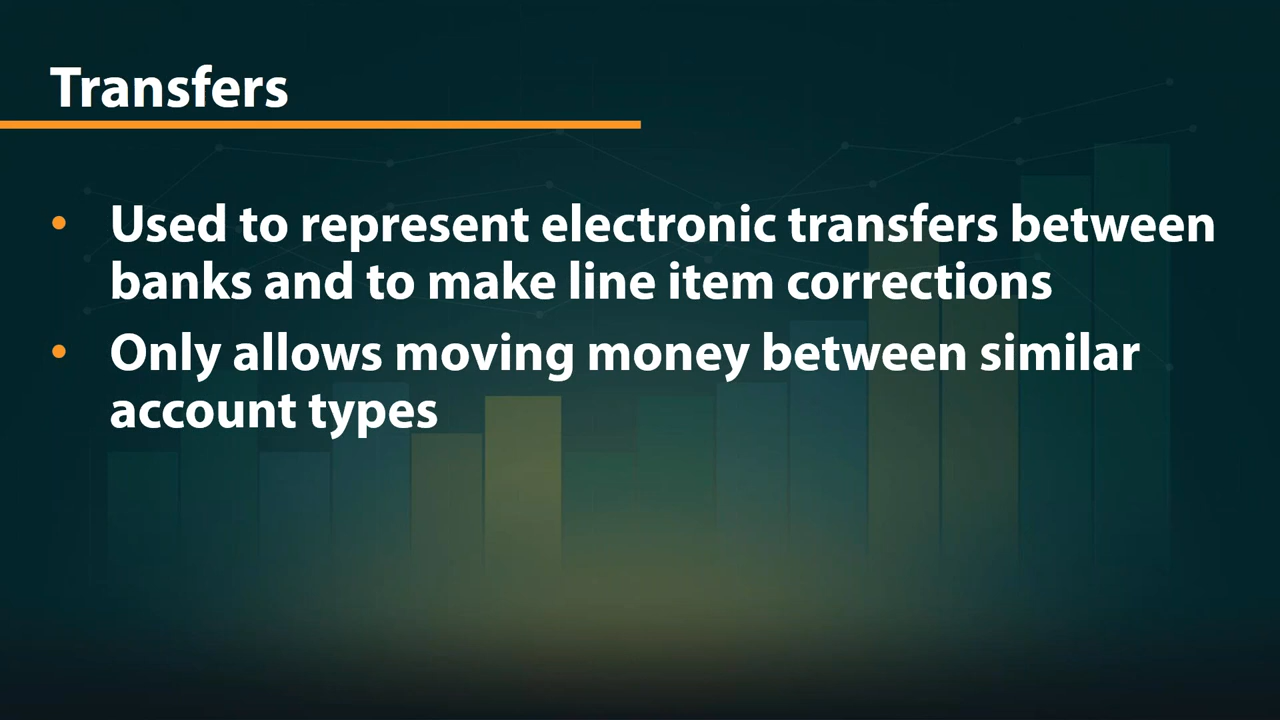 Transfers
• Used to represent electronic transfers between
banks and to make line item corrections
• Only allows moving money between similar
account types